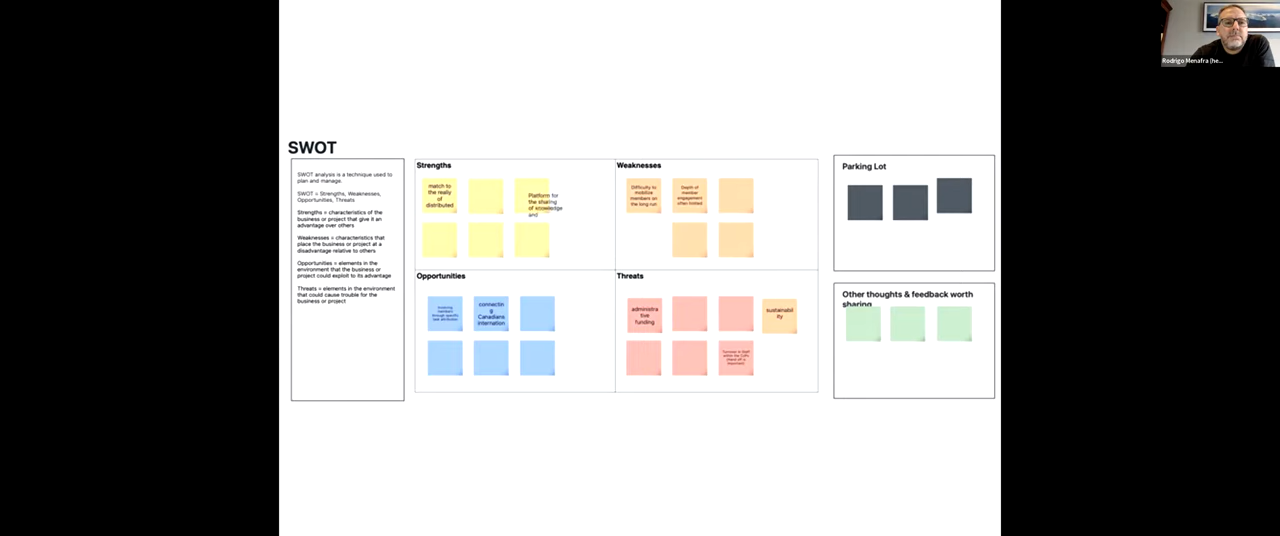 SWOT
SWOT analysis is a technique used to
plan and manage.
SWOT = Strengths, Weaknesses,
Opportunities, Threats
Strengths = characteristics of the
business or project that give it an
advantage over others
Weaknesses = characteristics that
place the business or project at a
disadvantage relative to others
Opportunities = elements in the
environment that the business or
project could exploit to its advantage
Threats = elements in the environment
that could cause trouble for the
business or project
Strengths
match to
the really
of
distributed
Platform for
the sharing
of knowledge
and
Weaknesses
Difficulty to
mobilize
members on
the long run
Depth of
member
engagement
often limited
Opportunities
involving
members
through specific
connectin
g
Canadians
internation
Threats
administra
tive
funding
sustainabil
ity
Parking Lot
Other thoughts & feedback worth
sharing
Rodrigo Menafra (he...